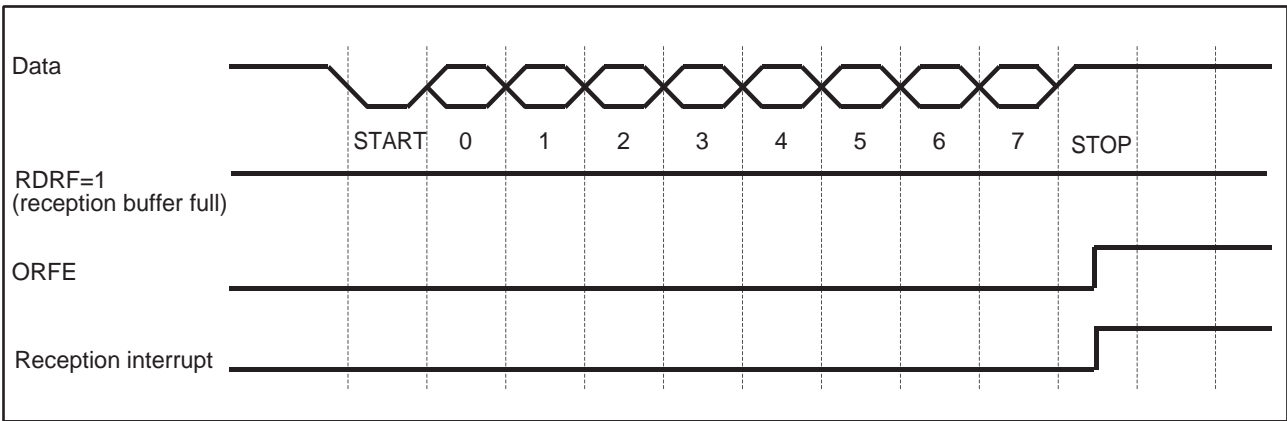 Data
START 0 1 2 3 4 5 6 7 STOP
RDRF=1
(reception buffer full)
ORFE
Reception interrupt